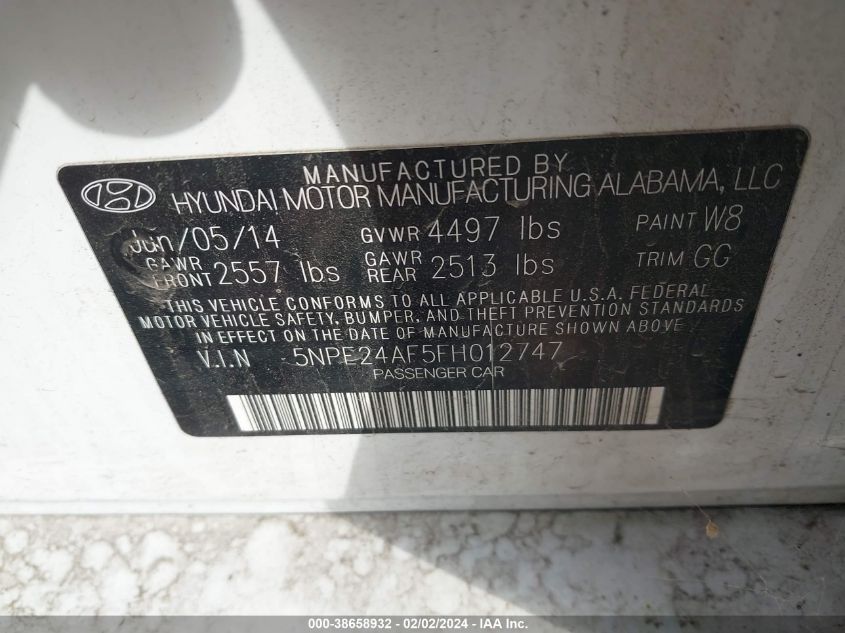 MANUFACTURED BY
HYUNDAI MOTOR MANUFACTURING ALABAMA, LLC
Jun/05/14 GVWR 4497 lbs PAINT W8
GAWR FRONT 2557 lbs GAWR REAR 2513 lbs TRIM GG
THIS VEHICLE CONFORMS TO ALL APPLICABLE U.S.A. FEDERAL
MOTOR VEHICLE SAFETY, BUMPER, AND THEFT PREVENTION STANDARDS
IN EFFECT ON THE DATE OF MANUFACTURE SHOWN ABOVE
V.I.N 5NPE24AF5FH012747
PASSENGER CAR
000-38658932 - 02/02/2024 - IAA Inc.